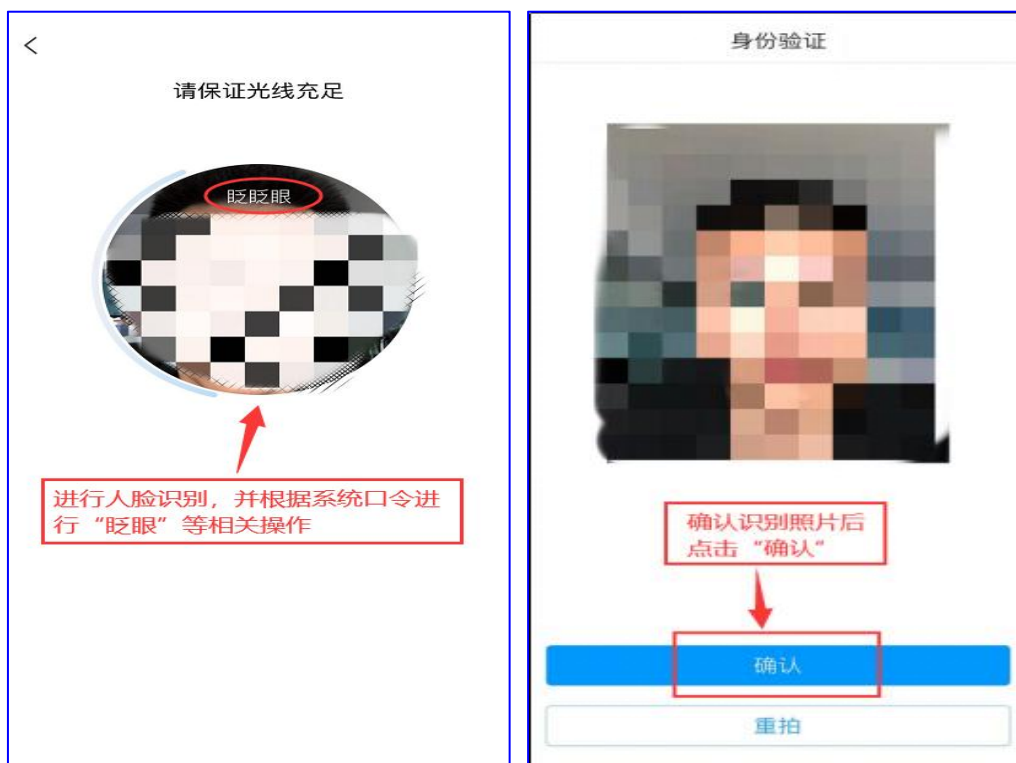 请保证光线充足
眨眨眼
进行人脸识别，并根据系统口令进
行“眨眼”等相关操作
身份验证
确认识别照片后
点击“确认”
确认
重拍